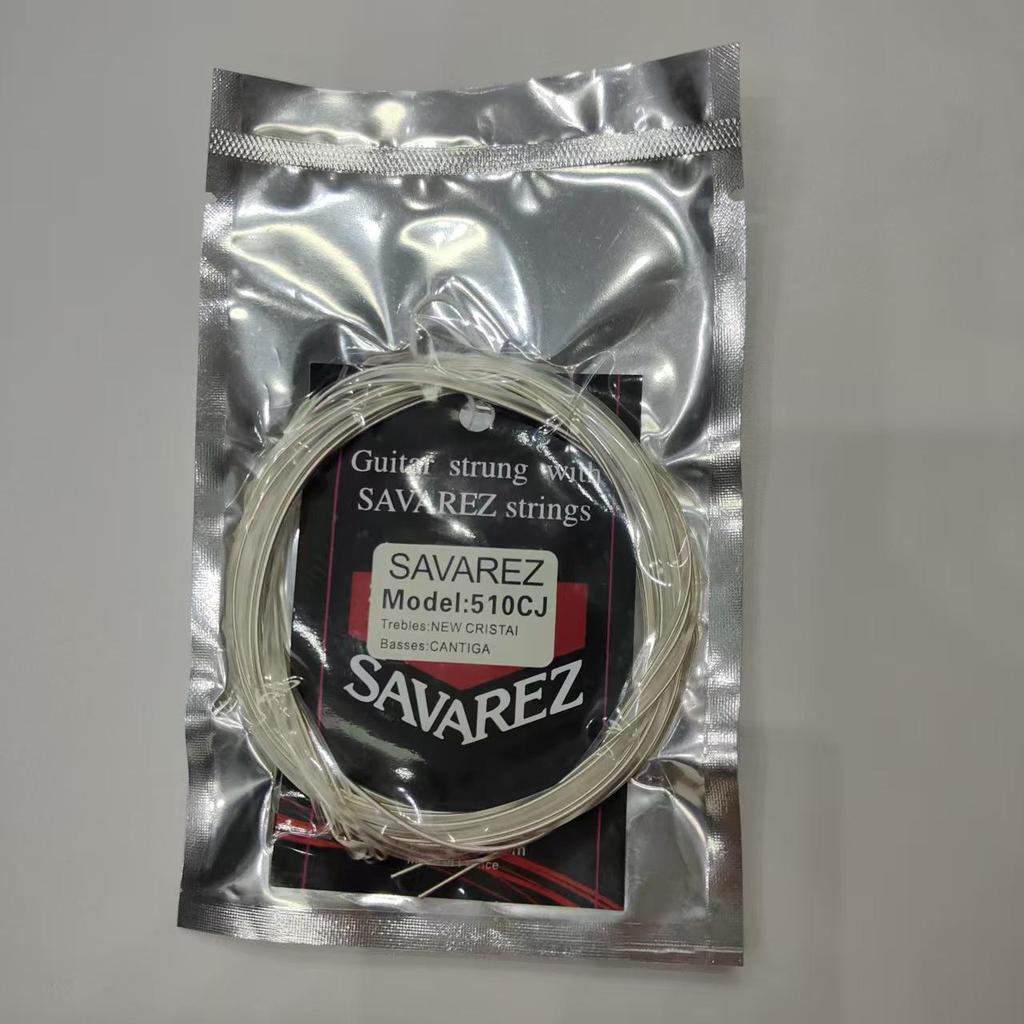 Guitar strung with
SAVAREZ strings
SAVAREZ
Model:510CJ
Trebles:NEW CRISTAI
Basses:CANTIGA
SAVAREZ